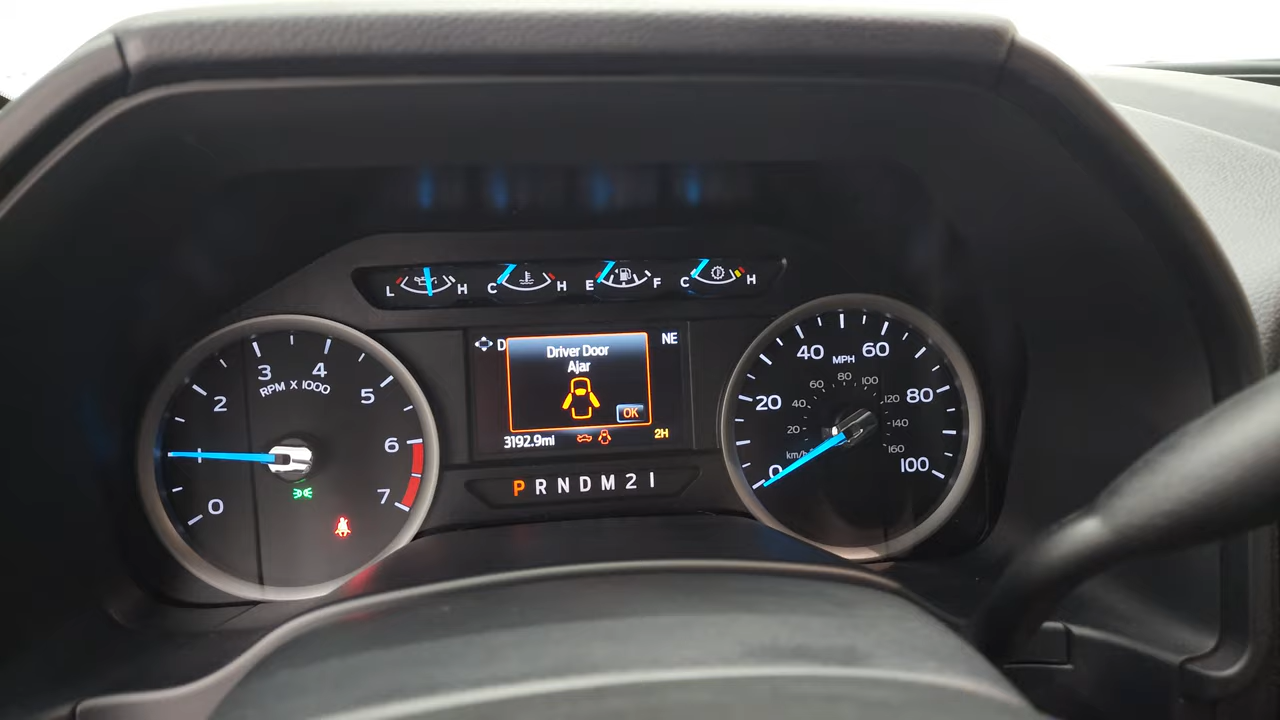 L H C H E F C H
D NE
Driver Door
Ajar
OK
3192.9mi 2H
P R N D M 2 1
0 2 3 4 5 6 7
RPM X 1000
0 20 40 60 80 100
MPH
20 40 60 80 100 120 140 160
km/h